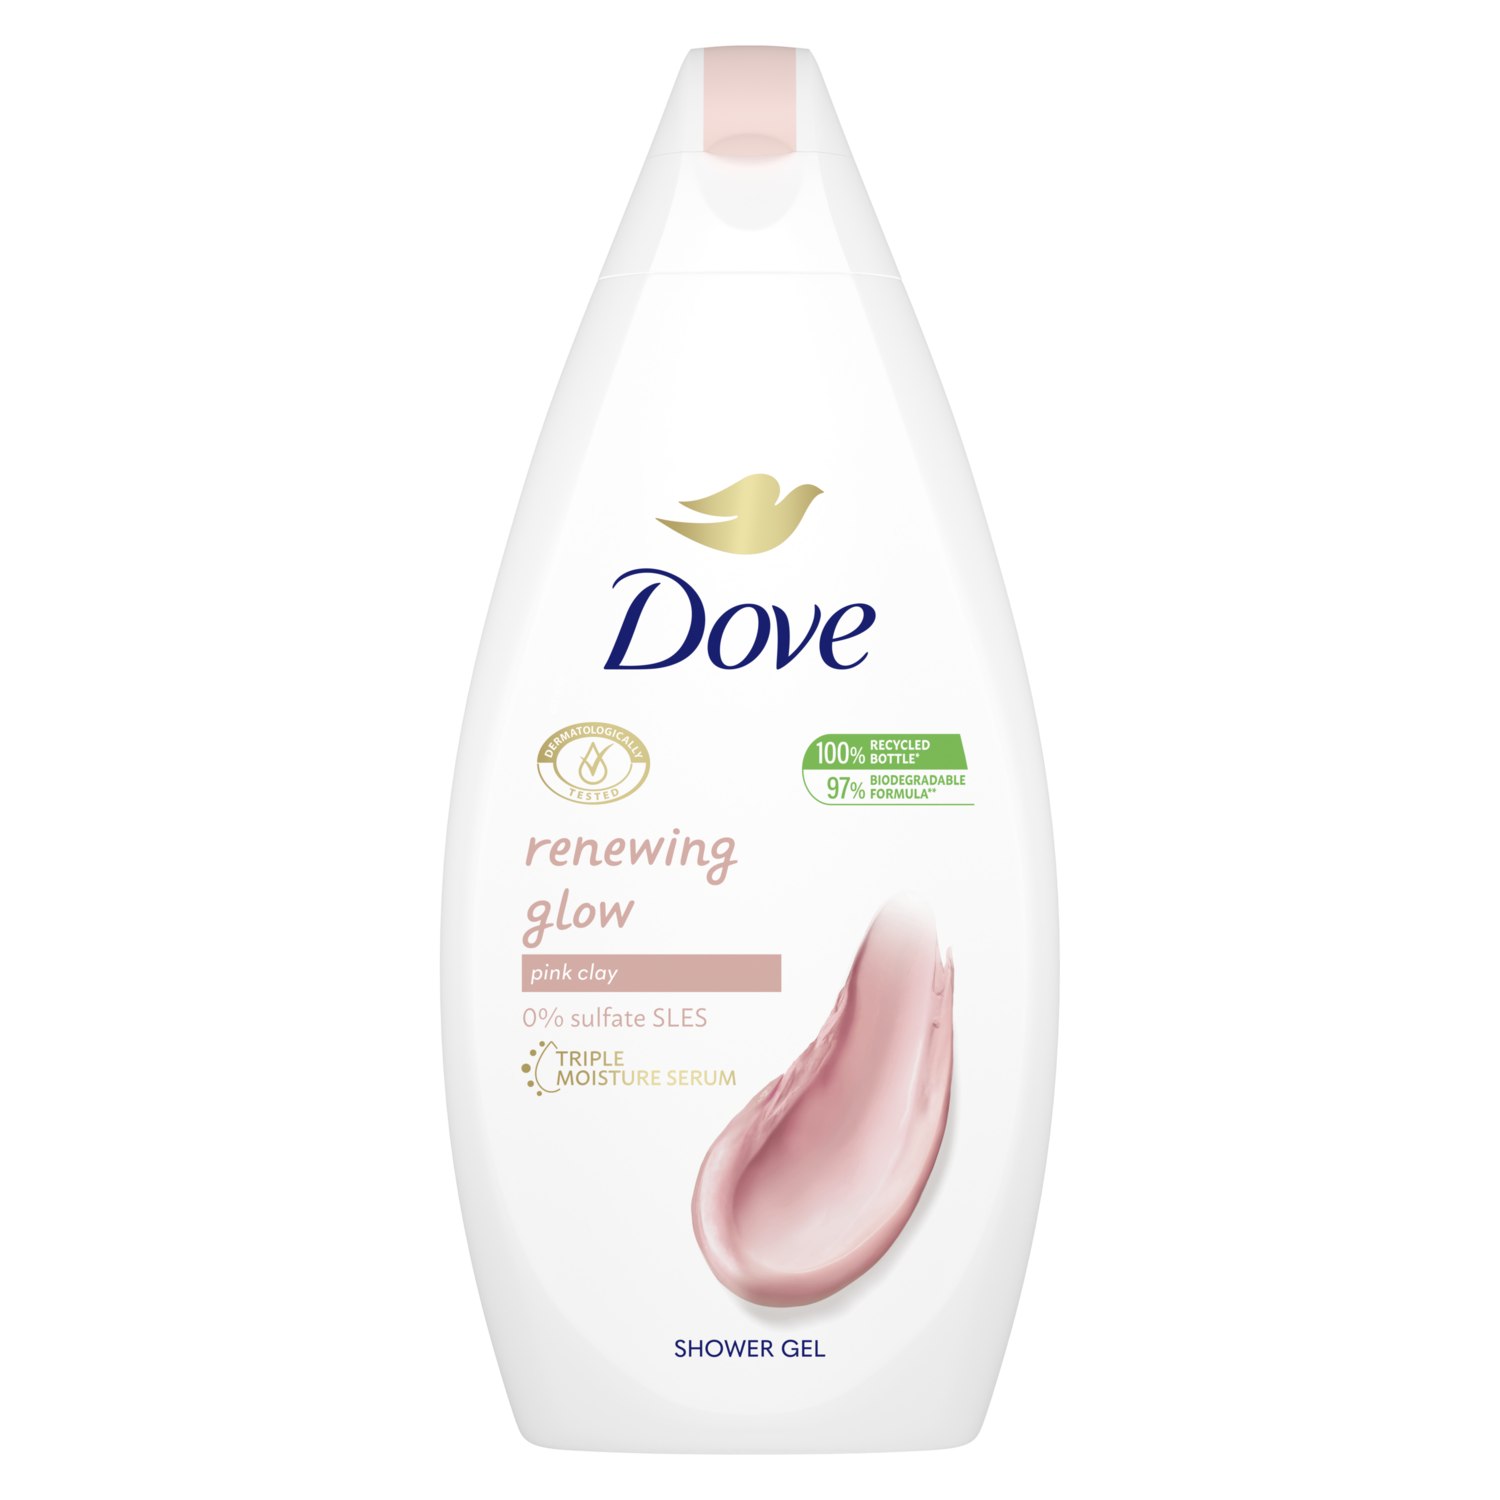 Dove
DERMATOLOGICALLY
TESTED
100% RECYCLED
BOTTLE*
97% BIODEGRADABLE
FORMULA**
renewing
glow
pink clay
0% sulfate SLES
TRIPLE
MOISTURE SERUM
SHOWER GEL